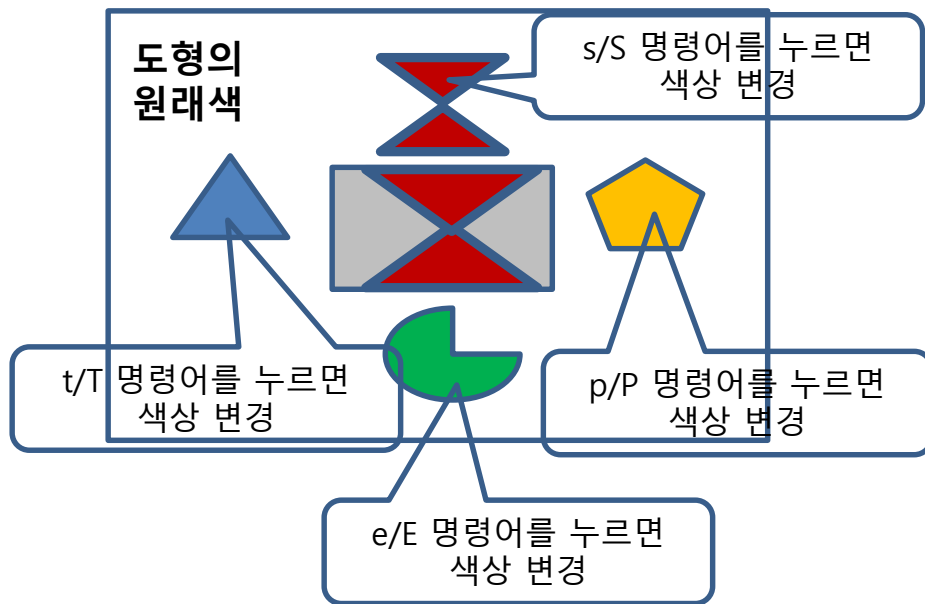 도형의
원래색
s/S 명령어를 누르면
색상 변경
t/T 명령어를 누르면
색상 변경
p/P 명령어를 누르면
색상 변경
e/E 명령어를 누르면
색상 변경